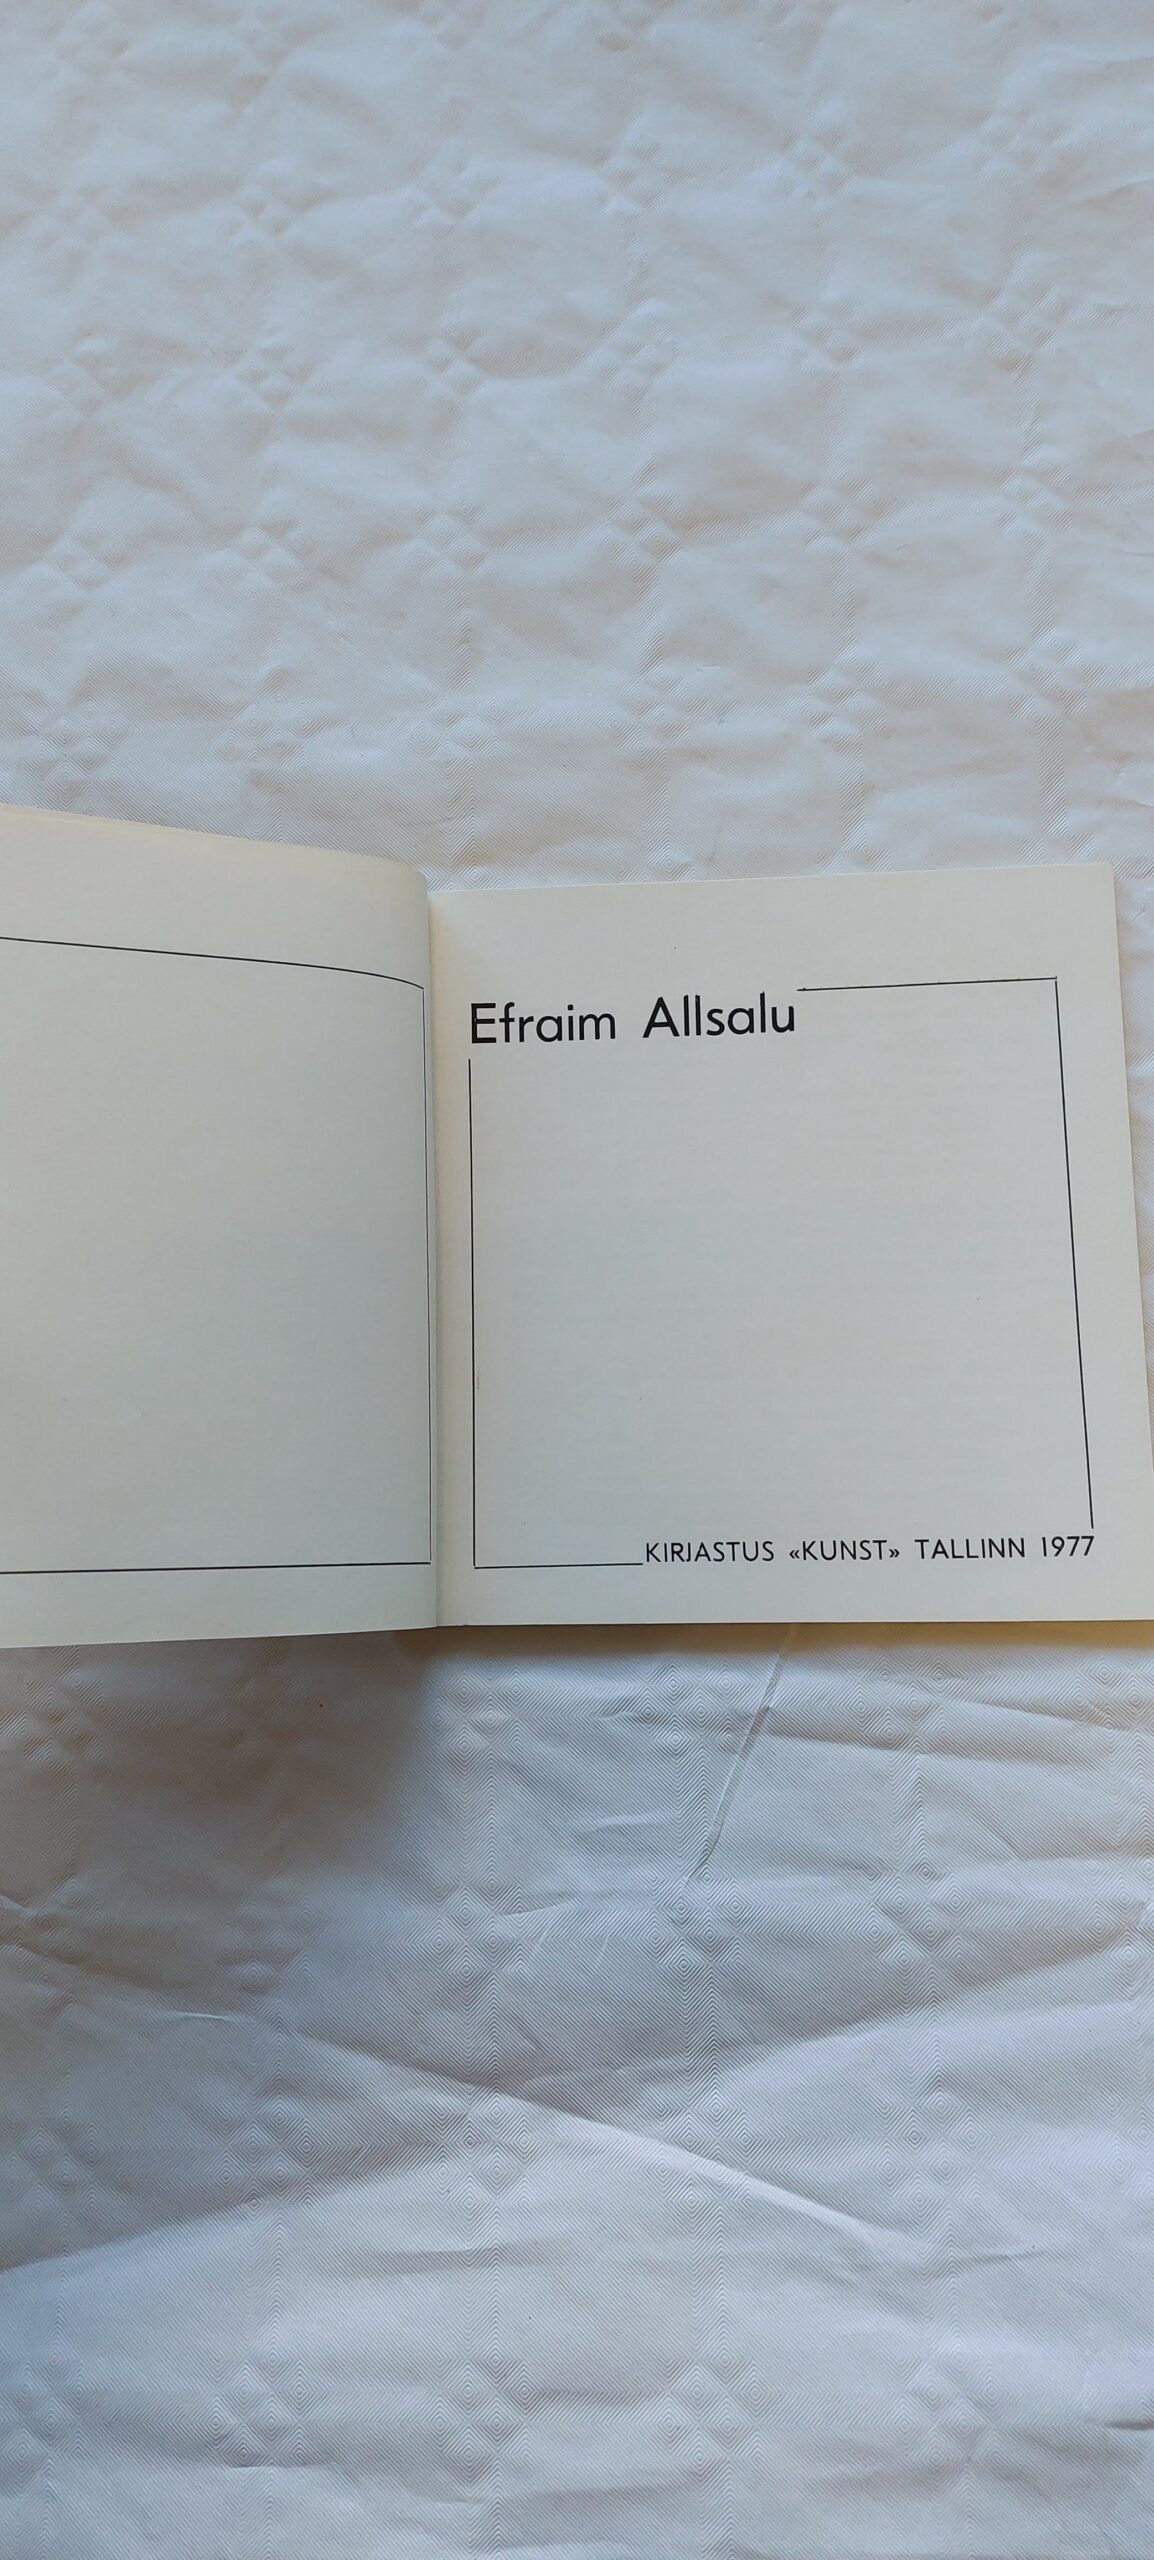 Efraim Allsalu
KIRJASTUS «KUNST» TALLINN 1977